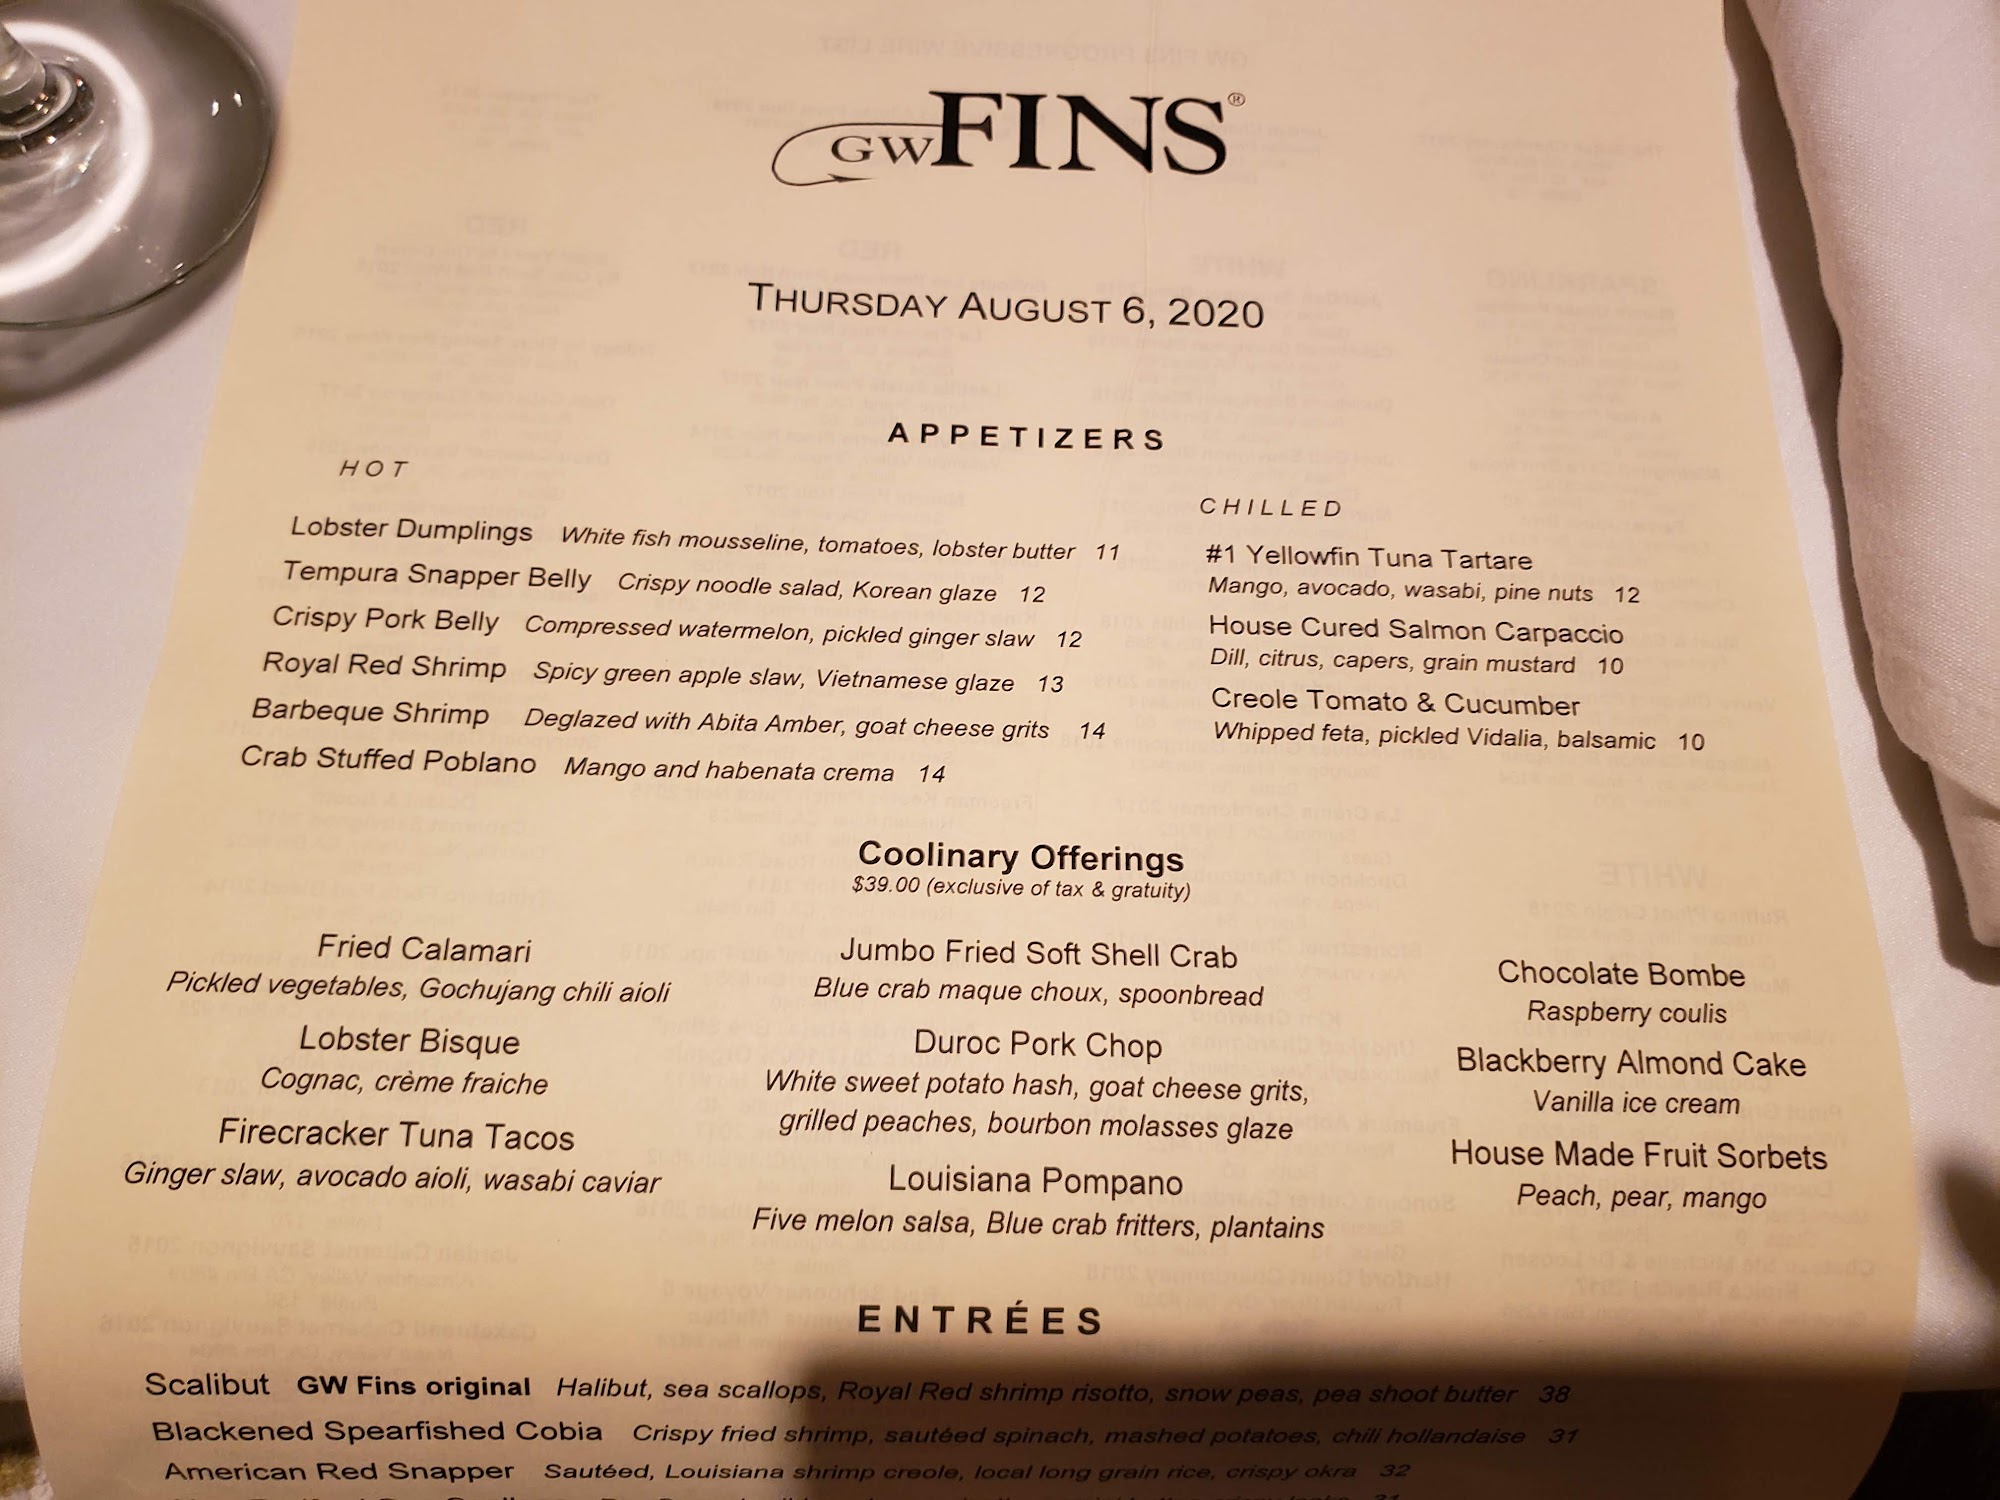 GW FINS®
THURSDAY AUGUST 6, 2020
APPETIZERS
HOT
Lobster Dumplings White fish mousseline, tomatoes, lobster butter 11
Tempura Snapper Belly Crispy noodle salad, Korean glaze 12
Crispy Pork Belly Compressed watermelon, pickled ginger slaw 12
Royal Red Shrimp Spicy green apple slaw, Vietnamese glaze 13
Barbeque Shrimp Deglazed with Abita Amber, goat cheese grits 14
Crab Stuffed Poblano Mango and habenata crema 14
CHILLED
#1 Yellowfin Tuna Tartare
Mango, avocado, wasabi, pine nuts 12
House Cured Salmon Carpaccio
Dill, citrus, capers, grain mustard 10
Creole Tomato & Cucumber
Whipped feta, pickled Vidalia, balsamic 10
Coolinary Offerings
$39.00 (exclusive of tax & gratuity)
Fried Calamari
Pickled vegetables, Gochujang chili aioli
Lobster Bisque
Cognac, crème fraiche
Firecracker Tuna Tacos
Ginger slaw, avocado aioli, wasabi caviar
Jumbo Fried Soft Shell Crab
Blue crab maque choux, spoonbread
Duroc Pork Chop
White sweet potato hash, goat cheese grits,
grilled peaches, bourbon molasses glaze
Louisiana Pompano
Five melon salsa, Blue crab fritters, plantains
Chocolate Bombe
Raspberry coulis
Blackberry Almond Cake
Vanilla ice cream
House Made Fruit Sorbets
Peach, pear, mango
ENTRÉES
Scalibut GW Fins original Halibut, sea scallops, Royal Red shrimp risotto, snow peas, pea shoot butter 38
Blackened Spearfished Cobia Crispy fried shrimp, sautéed spinach, mashed potatoes, chili hollandaise 31
American Red Snapper Sautéed, Louisiana shrimp creole, local long grain rice, crispy okra 32